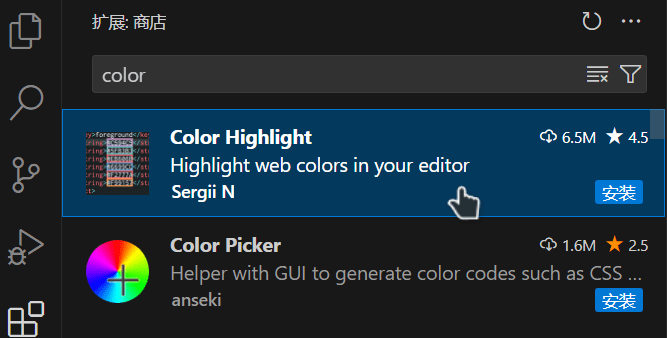 扩展: 商店
color
Color Highlight 6.5M 4.5
Highlight web colors in your editor
Sergii N 安装
Color Picker 1.6M 2.5
Helper with GUI to generate color codes such as CSS ...
anseki 安装